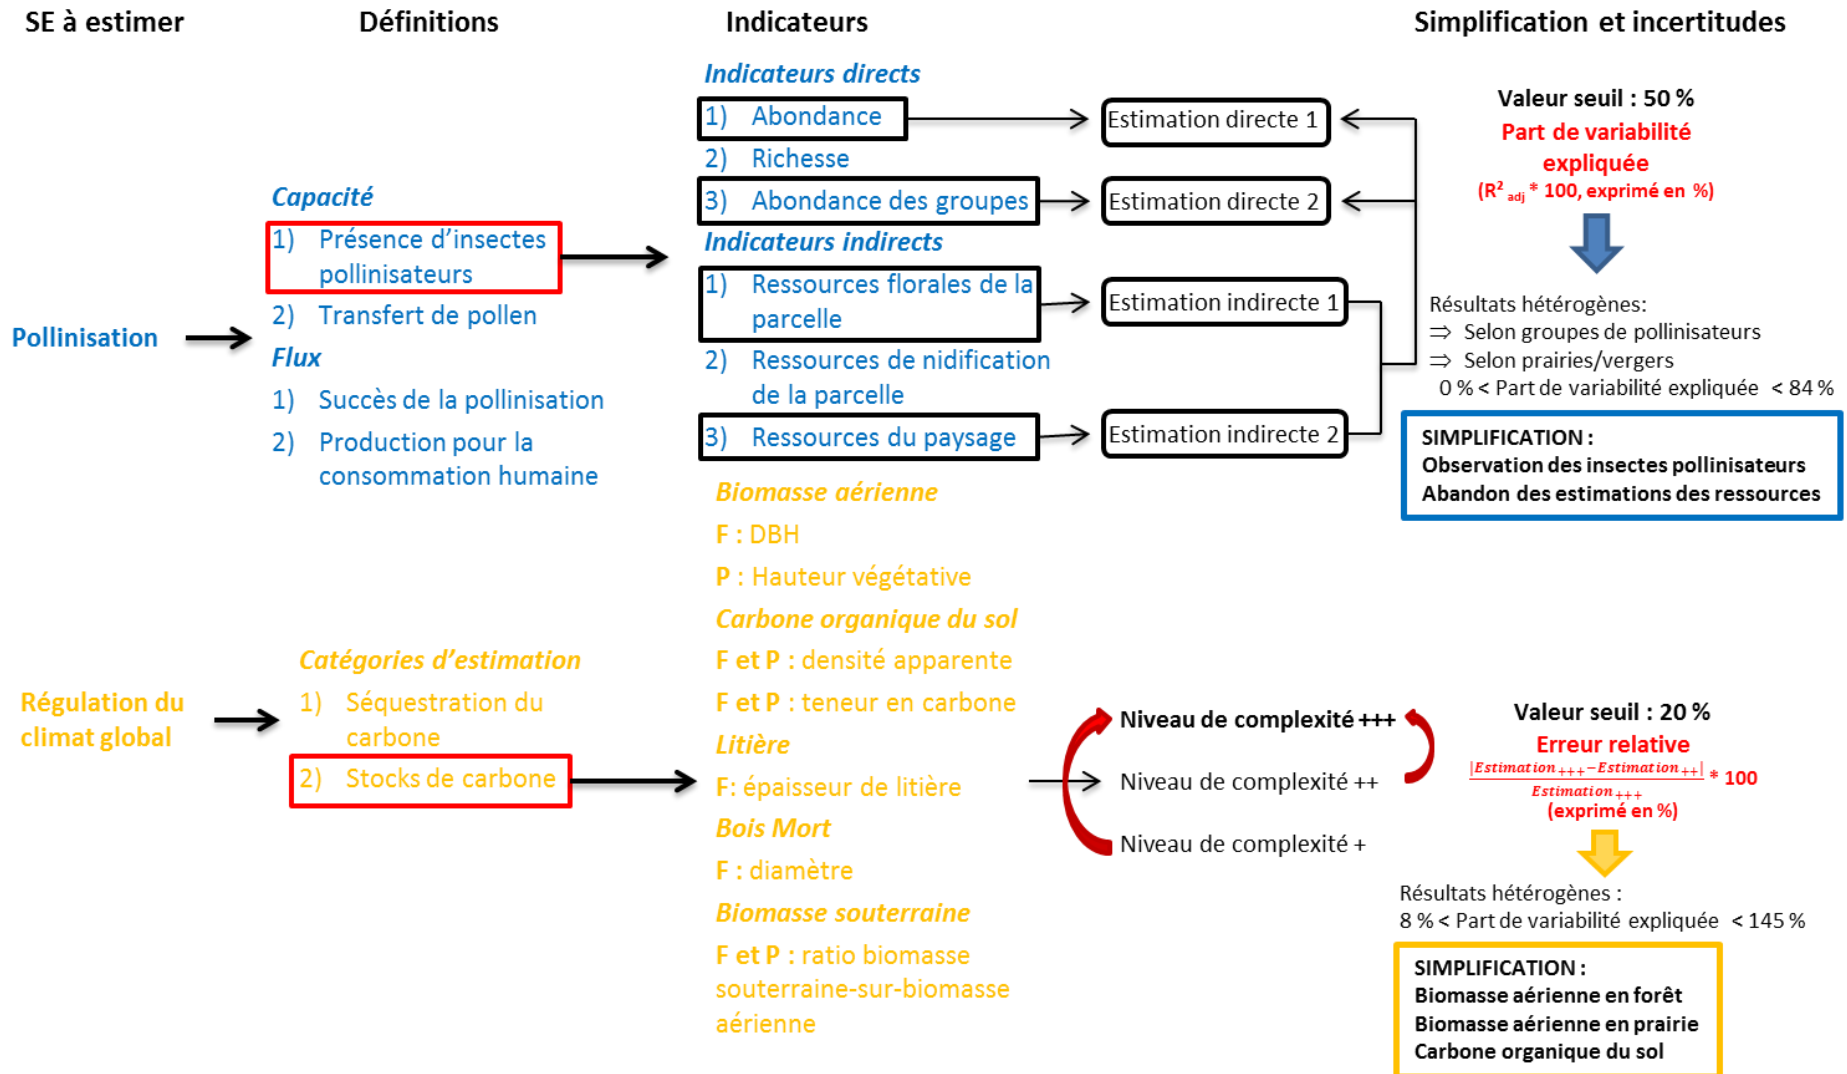 SE à estimer
Définitions
Indicateurs
Simplification et incertitudes
Pollinisation
Capacité
1) Présence d’insectes
pollinisateurs
2) Transfert de pollen
Flux
1) Succès de la pollinisation
2) Production pour la
consommation humaine
Indicateurs directs
1) Abondance
2) Richesse
3) Abondance des groupes
Indicateurs indirects
1) Ressources florales de la
parcelle
2) Ressources de nidification
de la parcelle
3) Ressources du paysage
Estimation directe 1
Estimation directe 2
Estimation indirecte 1
Estimation indirecte 2
Valeur seuil : 50 %
Part de variabilité
expliquée
(R² adj * 100, exprimé en %)
Résultats hétérogènes:
⇒ Selon groupes de pollinisateurs
⇒ Selon prairies/vergers
0 % < Part de variabilité expliquée < 84 %
SIMPLIFICATION :
Observation des insectes pollinisateurs
Abandon des estimations des ressources
Régulation du
climat global
Catégories d’estimation
1) Séquestration du
carbone
2) Stocks de carbone
Biomasse aérienne
F : DBH
P : Hauteur végétative
Carbone organique du sol
F et P : densité apparente
F et P : teneur en carbone
Litière
F: épaisseur de litière
Bois Mort
F : diamètre
Biomasse souterraine
F et P : ratio biomasse
souterraine-sur-biomasse
aérienne
Niveau de complexité +++
Niveau de complexité ++
Niveau de complexité +
Valeur seuil : 20 %
Erreur relative
|Estimation+++−Estimation++|
Estimation+++
* 100
(exprimé en %)
Résultats hétérogènes :
8 % < Part de variabilité expliquée < 145 %
SIMPLIFICATION :
Biomasse aérienne en forêt
Biomasse aérienne en prairie
Carbone organique du sol